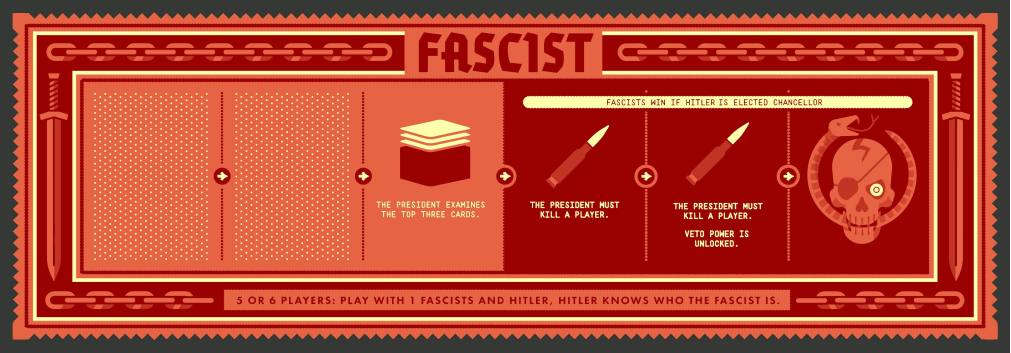 FASCIST
FASCISTS WIN IF HITLER IS ELECTED CHANCELLOR
THE PRESIDENT EXAMINES
THE TOP THREE CARDS.
THE PRESIDENT MUST
KILL A PLAYER.
THE PRESIDENT MUST
KILL A PLAYER.
VETO POWER IS
UNLOCKED.
5 OR 6 PLAYERS: PLAY WITH 1 FASCISTS AND HITLER, HITLER KNOWS WHO THE FASCIST IS.